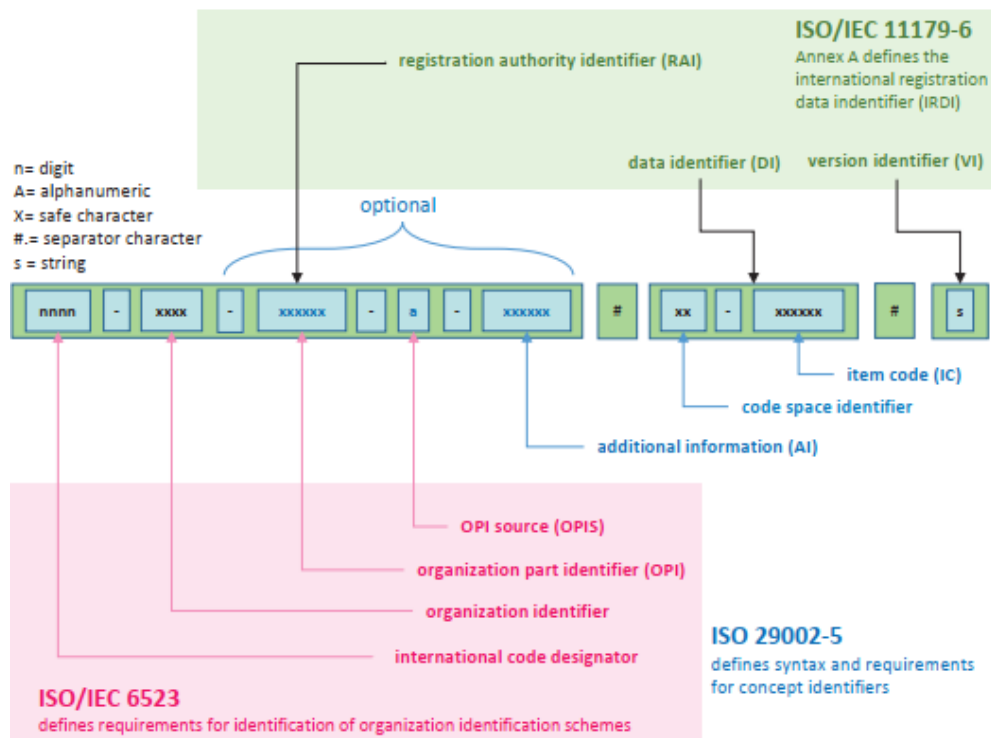 ISO/IEC 11179-6
Annex A defines the
international registration
data indentifier (IRDI)
registration authority identifier (RAI)
data identifier (DI)
version identifier (VI)
n= digit
A= alphanumeric
X= safe character
#.= separator character
s = string
optional
nnnn - xxxx - xxxxxx - a - xxxxxx # xx - xxxxxx # s
item code (IC)
code space identifier
additional information (AI)
OPI source (OPIS)
organization part identifier (OPI)
organization identifier
international code designator
ISO 29002-5
defines syntax and requirements
for concept identifiers
ISO/IEC 6523
defines requirements for identification of organization identification schemes